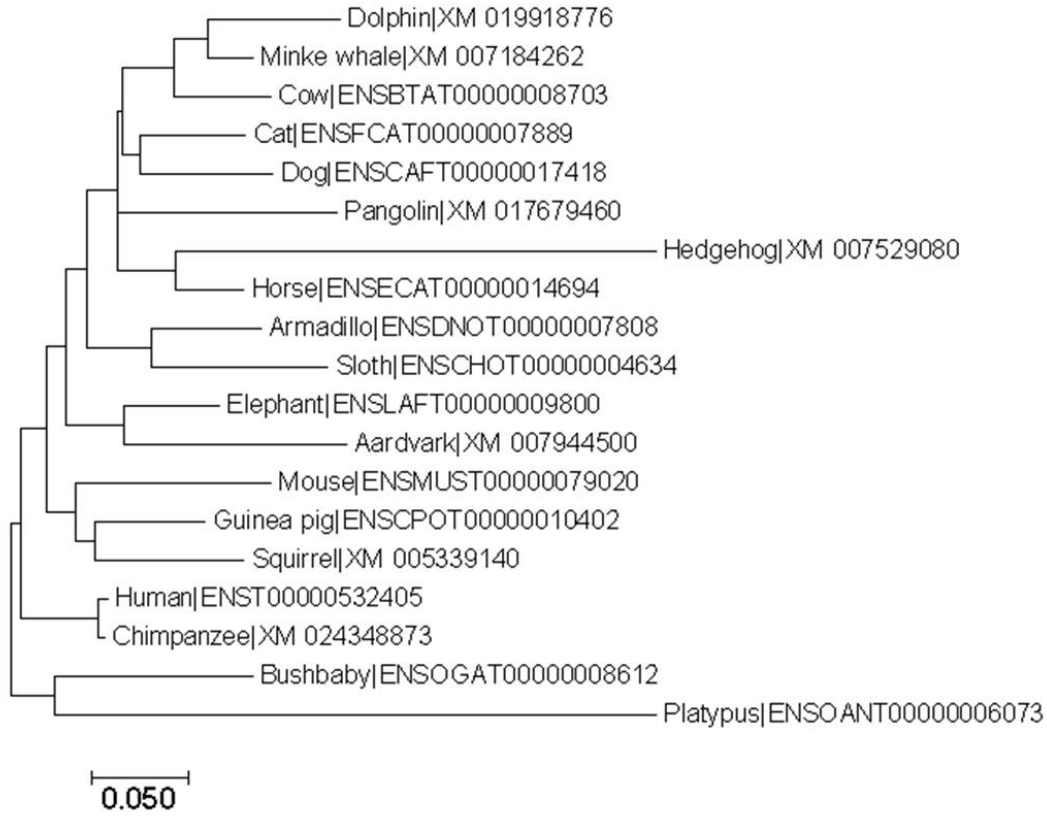 Dolphin|XM 019918776
Minke whale|XM 007184262
Cow|ENSBTAT00000008703
Cat|ENSFCAT00000007889
Dog|ENSCAFT00000017418
Pangolin|XM 017679460
Hedgehog|XM 007529080
Horse|ENSECAT00000014694
Armadillo|ENSDNOT00000007808
Sloth|ENSCHOT00000004634
Elephant|ENSLAFT00000009800
Aardvark|XM 007944500
Mouse|ENSMUST00000079020
Guinea pig|ENSCPOT00000010402
Squirrel|XM 005339140
Human|ENST00000532405
Chimpanzee|XM 024348873
Bushbaby|ENSOGAT00000008612
Platypus|ENSOANT00000006073
0.050